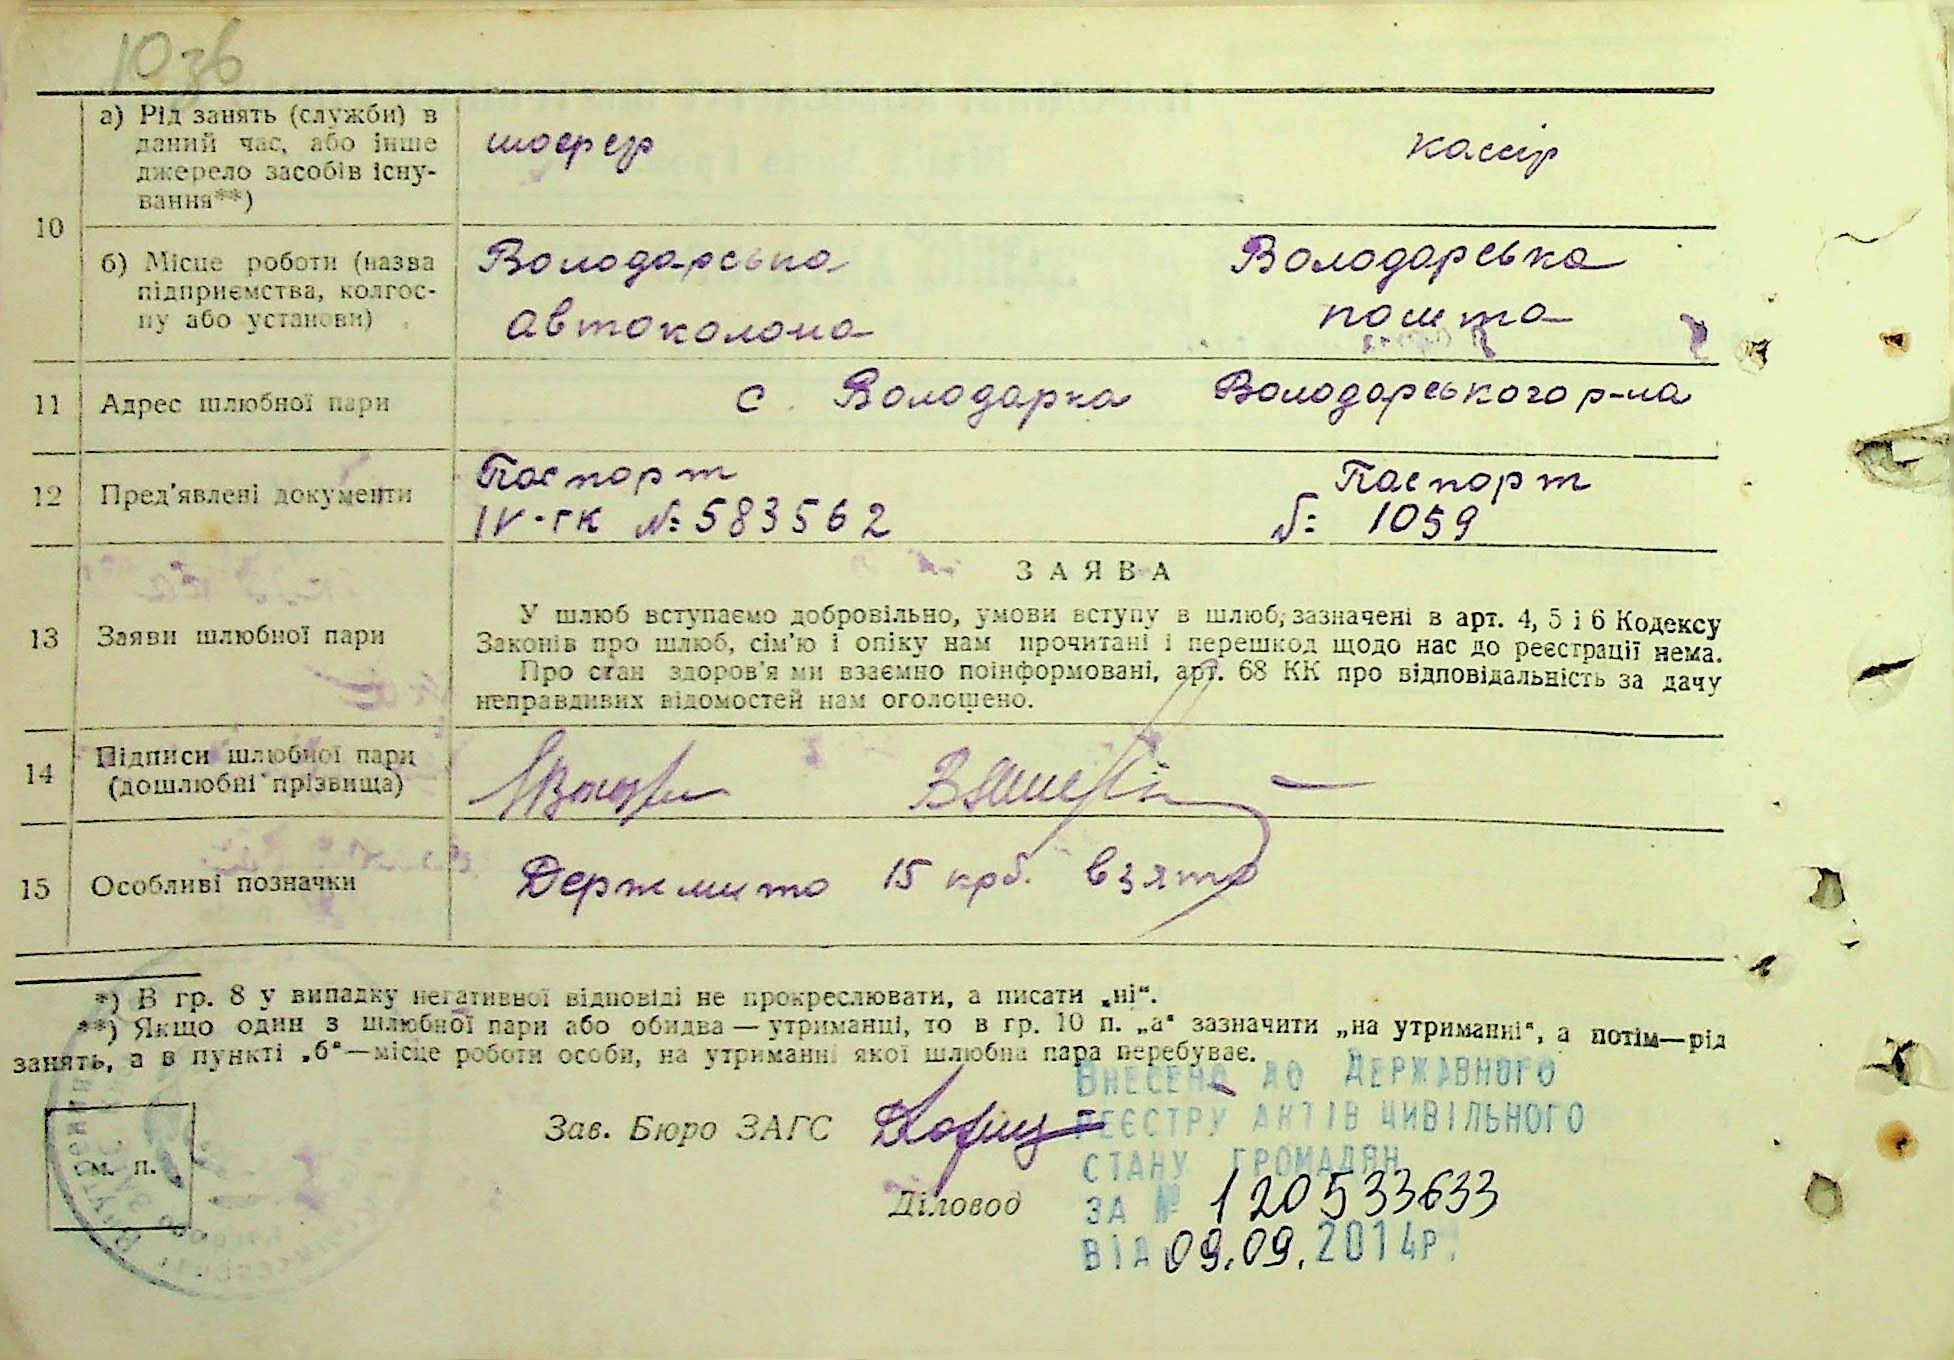 10зв
10
а) Рід занять (служби) в
даний час, або інше
джерело засобів існу-
вання**)
шофер
кассір
б) Місце роботи (назва
підприємства, колгос-
пу або установи)
Володарська
автоколона
Володарська
пошта
11 Адрес шлюбної пари с. Володарка Володарського р-на
12 Пред'явлені документи
Паспорт
IV-ГК № 583562
Паспорт
№ 1059
ЗАЯВА
13 Заяви шлюбної пари
У шлюб вступаємо добровільно, умови вступу в шлюб, зазначені в арт. 4, 5 і 6 Кодексу
Законів про шлюб, сім'ю і опіку нам прочитані і перешкод щодо нас до реєстрації нема.
Про стан здоров'я ми взаємно поінформовані, арт. 68 КК про відповідальність за дачу
неправдивих відомостей нам оголошено.
14 Підписи шлюбної пари
(дошлюбні прізвища)
15 Особливі позначки Держмито 15 крб. взято
*) В гр. 8 у випадку негативної відповіді не прокреслювати, а писати „ні“.
**) Якщо один з шлюбної пари або обидва — утриманці, то в гр. 10 п. „а“ зазначити „на утриманні“, а потім—рід
занять, а в пункті „б“—місце роботи особи, на утриманні якої шлюбна пара перебуває.
Зав. Бюро ЗАГС
м. п.
Діловод
Внесено до Державного
реєстру актів цивільного
стану громадян
за № 120533633
від 09.09.2014р.